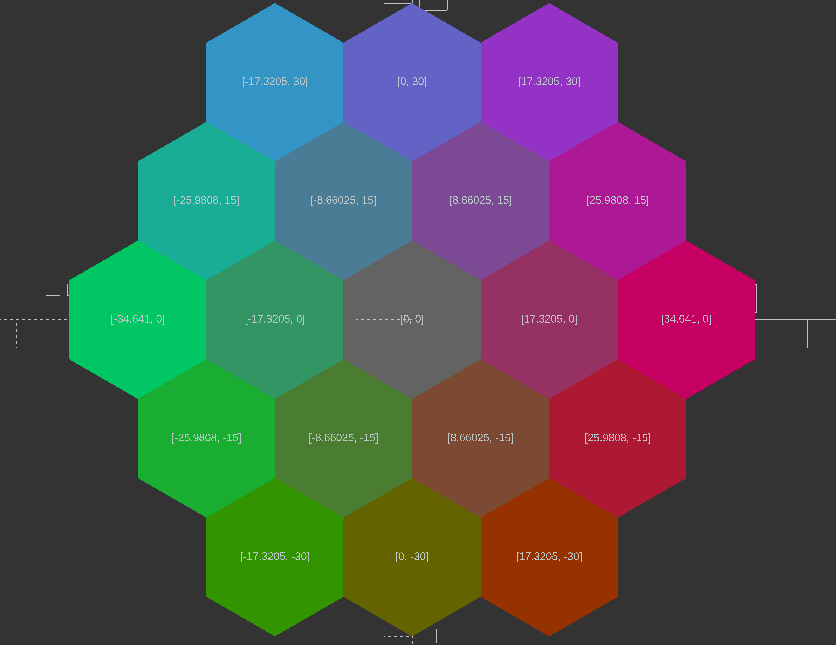 [-17.3205, 30] [0, 30] [17.3205, 30]
[-25.9808, 15] [-8.66025, 15] [8.66025, 15] [25.9808, 15]
[-34.641, 0] [-17.3205, 0] [0, 0] [17.3205, 0] [34.641, 0]
[-25.9808, -15] [-8.66025, -15] [8.66025, -15] [25.9808, -15]
[-17.3205, -30] [0, -30] [17.3205, -30]